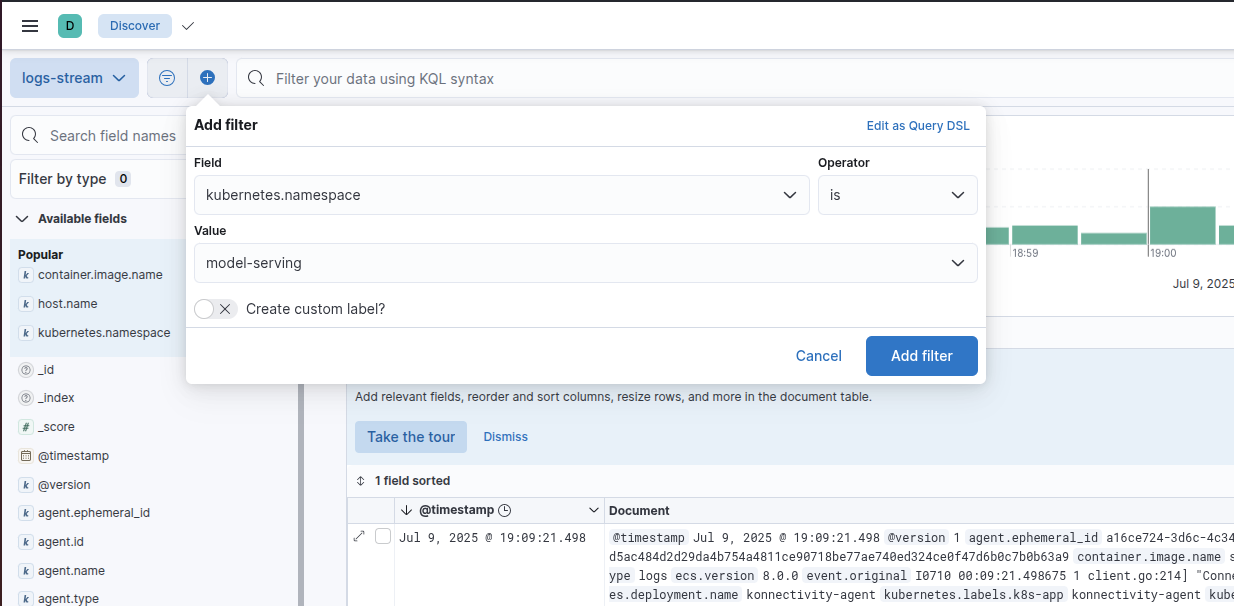 D Discover
logs-stream Filter your data using KQL syntax
Search field names
Filter by type 0
Available fields
Popular
k container.image.name
k host.name
k kubernetes.namespace
? _id
? _index
# _score
@timestamp
k @version
k agent.ephemeral_id
k agent.id
k agent.name
k agent.type
Add filter Edit as Query DSL
Field Operator
kubernetes.namespace is
Value
model-serving
Create custom label?
Cancel Add filter
18:59 19:00
Jul 9, 2025
Add relevant fields, reorder and sort columns, resize rows, and more in the document table.
Take the tour Dismiss
1 field sorted
@timestamp Document
Jul 9, 2025 @ 19:09:21.498 @timestamp Jul 9, 2025 @ 19:09:21.498 @version 1 agent.ephemeral_id a16ce724-3d6c-4c34
d5ac484d2d29da4b754a4811ce90718be77ae740ed324ce0f47d6b0c7b0b63a9 container.image.name s
ype logs ecs.version 8.0.0 event.original I0710 00:09:21.498675 1 client.go:214] "Conne
es.deployment.name konnectivity-agent kubernetes.labels.k8s-app konnectivity-agent kube